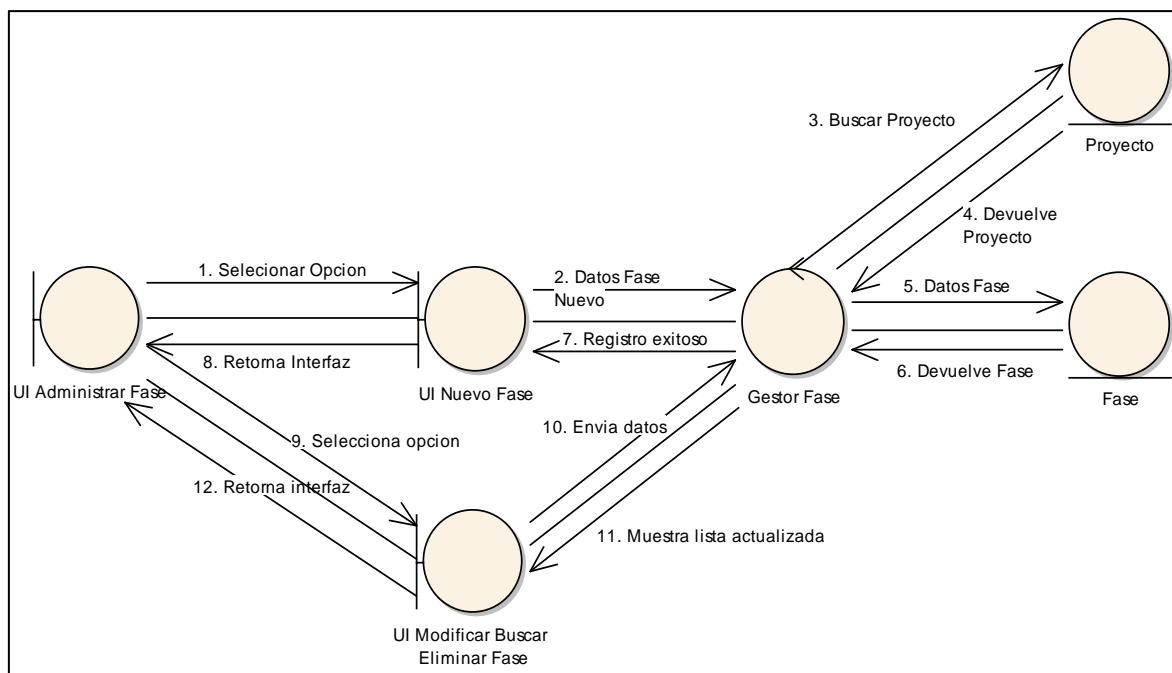 3. Buscar Proyecto
Proyecto
4. Devuelve
Proyecto
1. Selecionar Opcion
2. Datos Fase
Nuevo
5. Datos Fase
7. Registro exitoso
8. Retorna Interfaz
6. Devuelve Fase
UI Administrar Fase
UI Nuevo Fase
Gestor Fase
Fase
9. Selecciona opcion
10. Envia datos
12. Retorna interfaz
11. Muestra lista actualizada
UI Modificar Buscar
Eliminar Fase